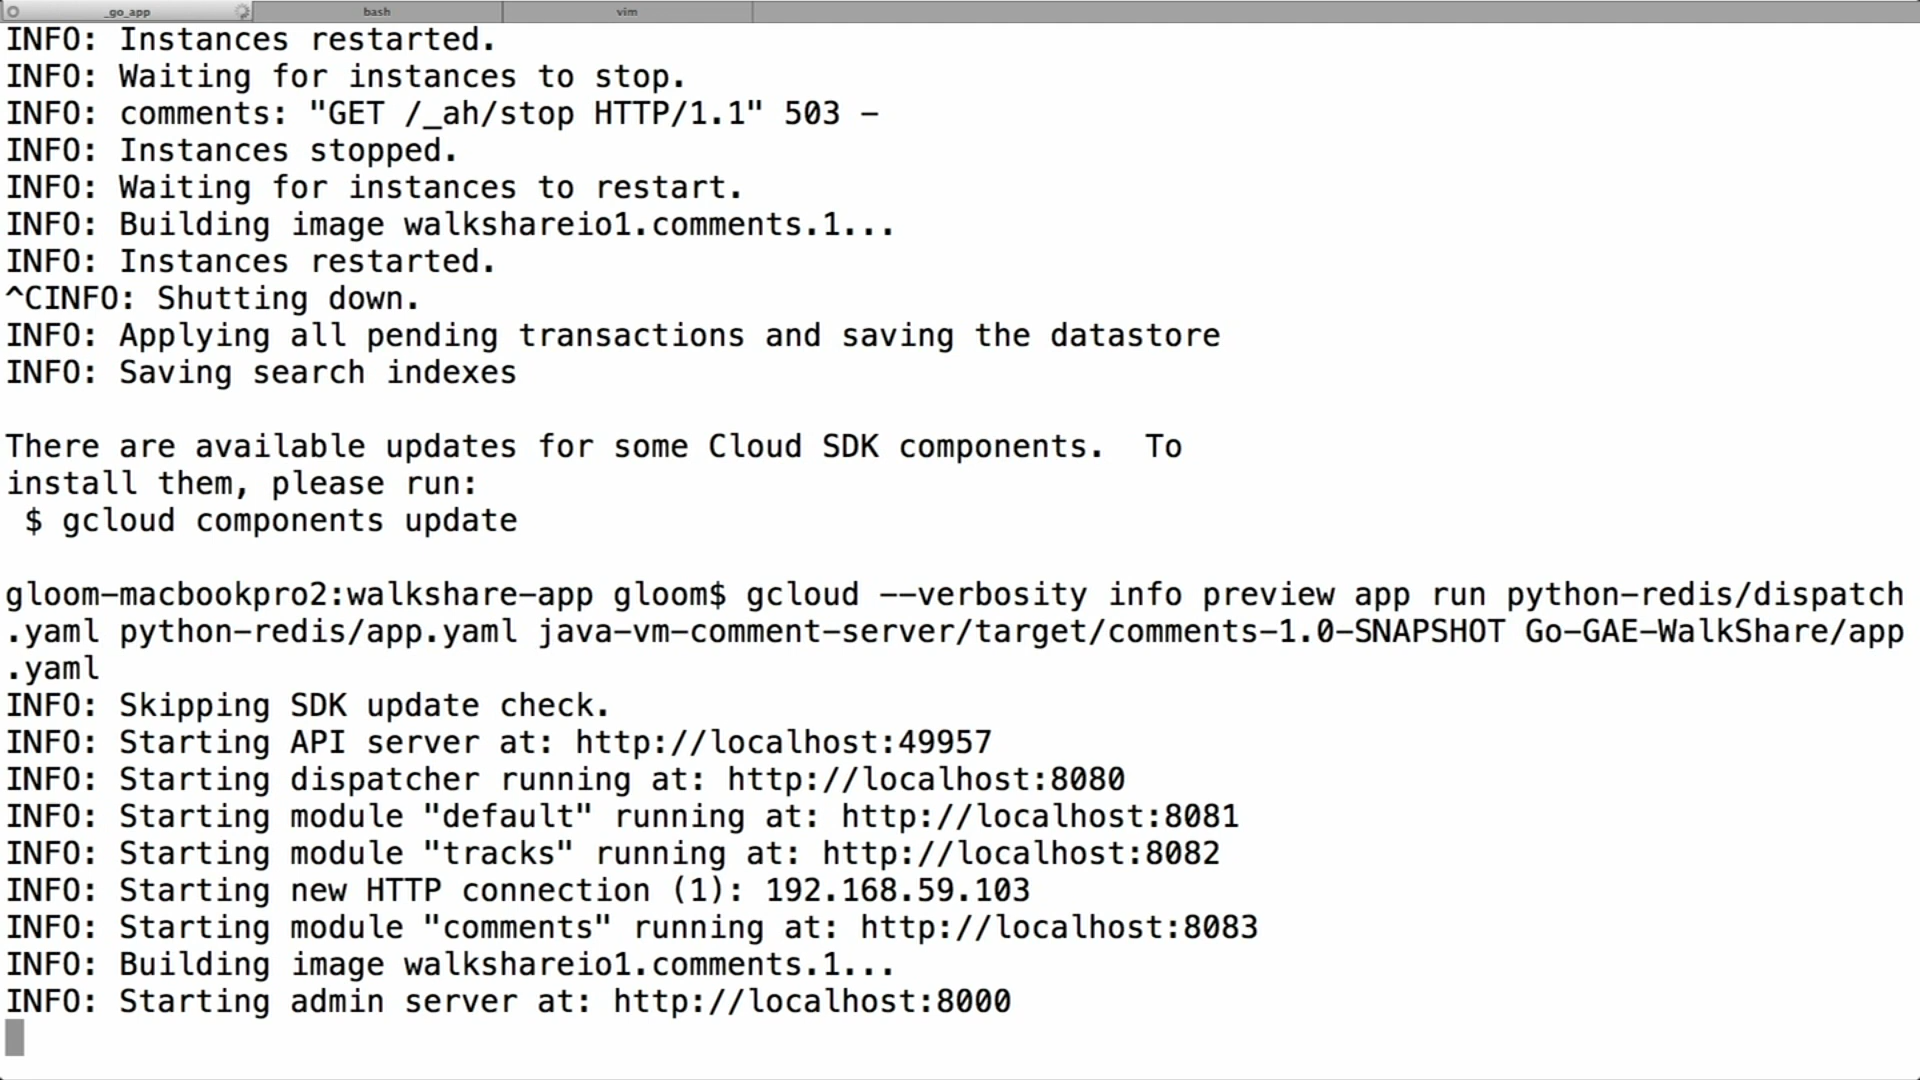 _go_app bash vim
INFO: Instances restarted.
INFO: Waiting for instances to stop.
INFO: comments: "GET /_ah/stop HTTP/1.1" 503 -
INFO: Instances stopped.
INFO: Waiting for instances to restart.
INFO: Building image walkshareio1.comments.1...
INFO: Instances restarted.
^CINFO: Shutting down.
INFO: Applying all pending transactions and saving the datastore
INFO: Saving search indexes
There are available updates for some Cloud SDK components.  To
install them, please run:
 $ gcloud components update
gloom-macbookpro2:walkshare-app gloom$ gcloud --verbosity info preview app run python-redis/dispatch
.yaml python-redis/app.yaml java-vm-comment-server/target/comments-1.0-SNAPSHOT Go-GAE-WalkShare/app
.yaml
INFO: Skipping SDK update check.
INFO: Starting API server at: http://localhost:49957
INFO: Starting dispatcher running at: http://localhost:8080
INFO: Starting module "default" running at: http://localhost:8081
INFO: Starting module "tracks" running at: http://localhost:8082
INFO: Starting new HTTP connection (1): 192.168.59.103
INFO: Starting module "comments" running at: http://localhost:8083
INFO: Building image walkshareio1.comments.1...
INFO: Starting admin server at: http://localhost:8000